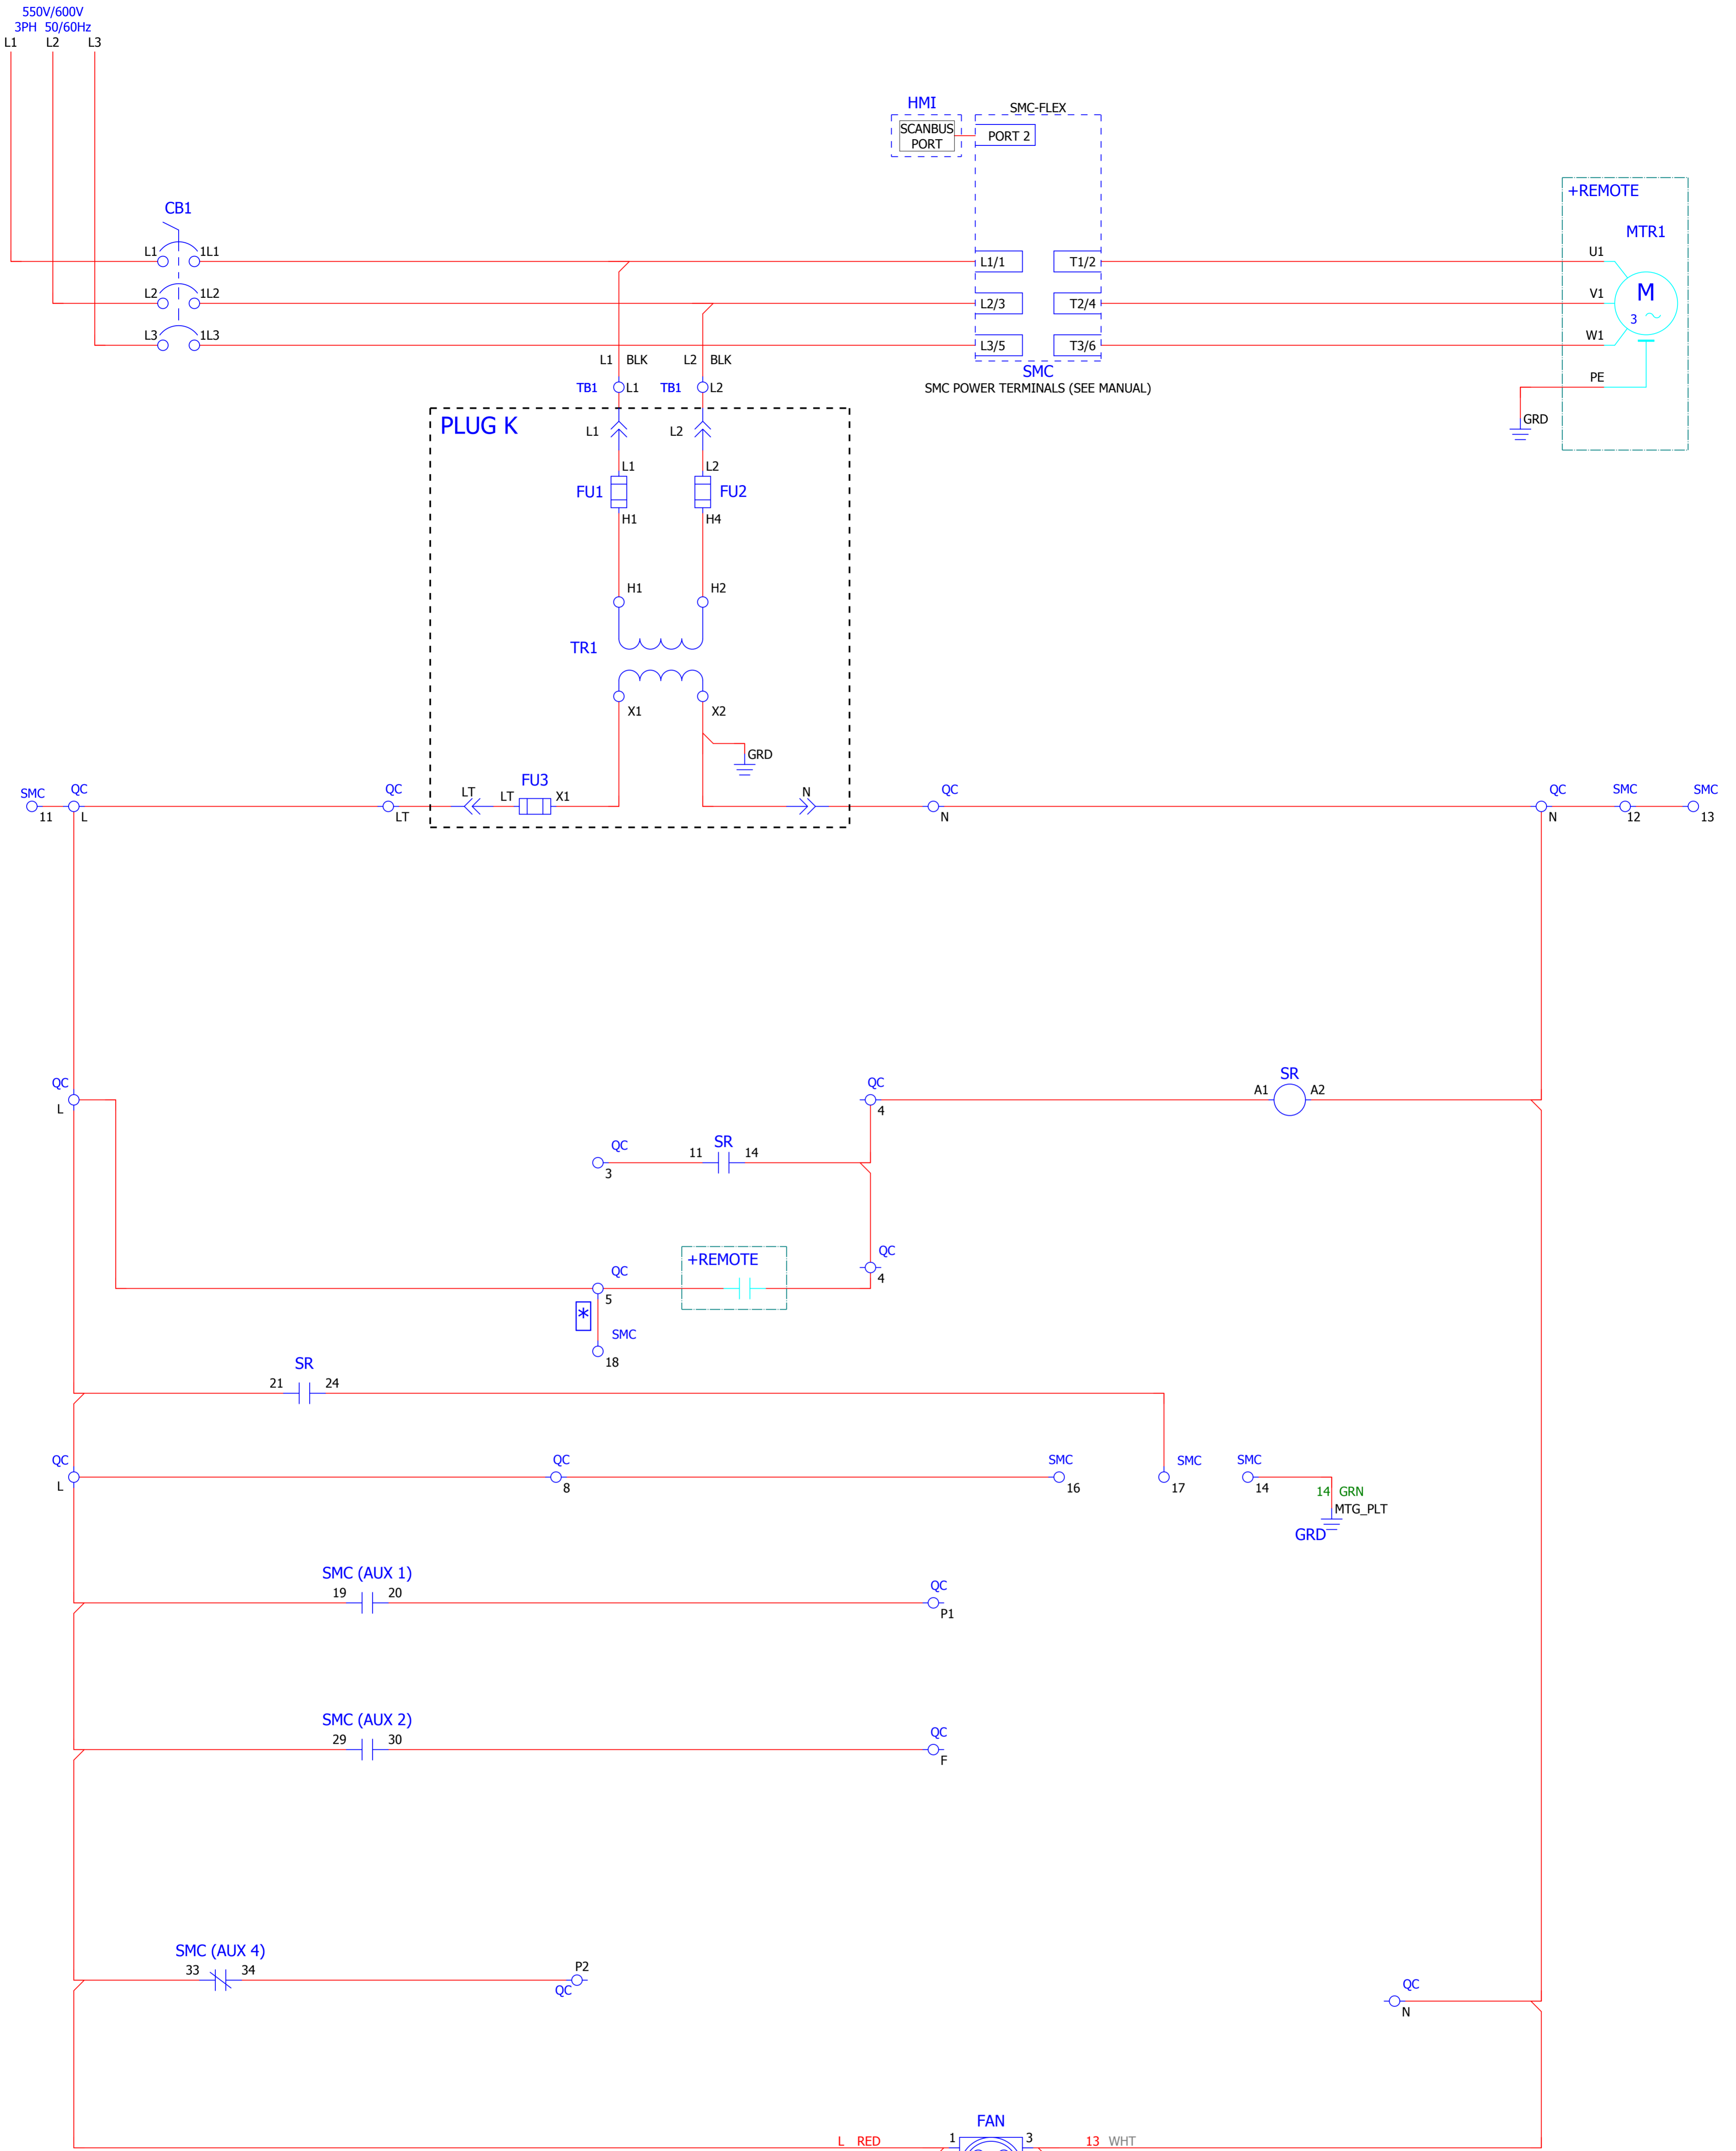 550V/600V
3PH 50/60Hz
L1 L2 L3
HMI
SCANBUS
PORT
SMC-FLEX
PORT 2
+REMOTE
MTR1
CB1
L1 1L1
L1/1 T1/2
U1
L2 1L2
L2/3 T2/4
V1
M
3
L3 1L3
L3/5 T3/6
W1
SMC
SMC POWER TERMINALS (SEE MANUAL)
PE
GRD
L1 BLK L2 BLK
TB1 L1 TB1 L2
PLUG K
L1 L2
L1 L2
FU1 FU2
H1 H4
H1 H2
TR1
X1 X2
GRD
SMC QC QC LT LT FU3 X1 N QC QC SMC SMC
11 L LT N N 12 13
QC QC SR
L 4 A1 A2
QC SR
3 11 14
QC +REMOTE QC
5 4
*
SMC
18
SR
21 24
QC QC SMC SMC SMC
L 8 16 17 14
14 GRN
MTG_PLT
GRD
SMC (AUX 1)
19 20 QC
P1
SMC (AUX 2)
29 30 QC
F
SMC (AUX 4)
33 34 P2
QC
QC
N
FAN
L RED 1 3 13 WHT